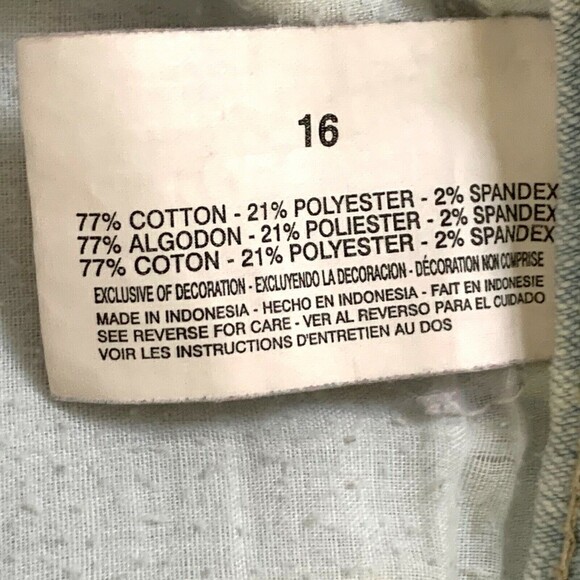 16
77% COTTON - 21% POLYESTER - 2% SPANDEX
77% ALGODON - 21% POLIESTER - 2% SPANDEX
77% COTON - 21% POLYESTER - 2% SPANDEX
EXCLUSIVE OF DECORATION - EXCLUYENDO LA DECORACION - DÉCORATION NON COMPRISE
MADE IN INDONESIA - HECHO EN INDONESIA - FAIT EN INDONESIE
SEE REVERSE FOR CARE - VER AL REVERSO PARA EL CUIDADO
VOIR LES INSTRUCTIONS D'ENTRETIEN AU DOS